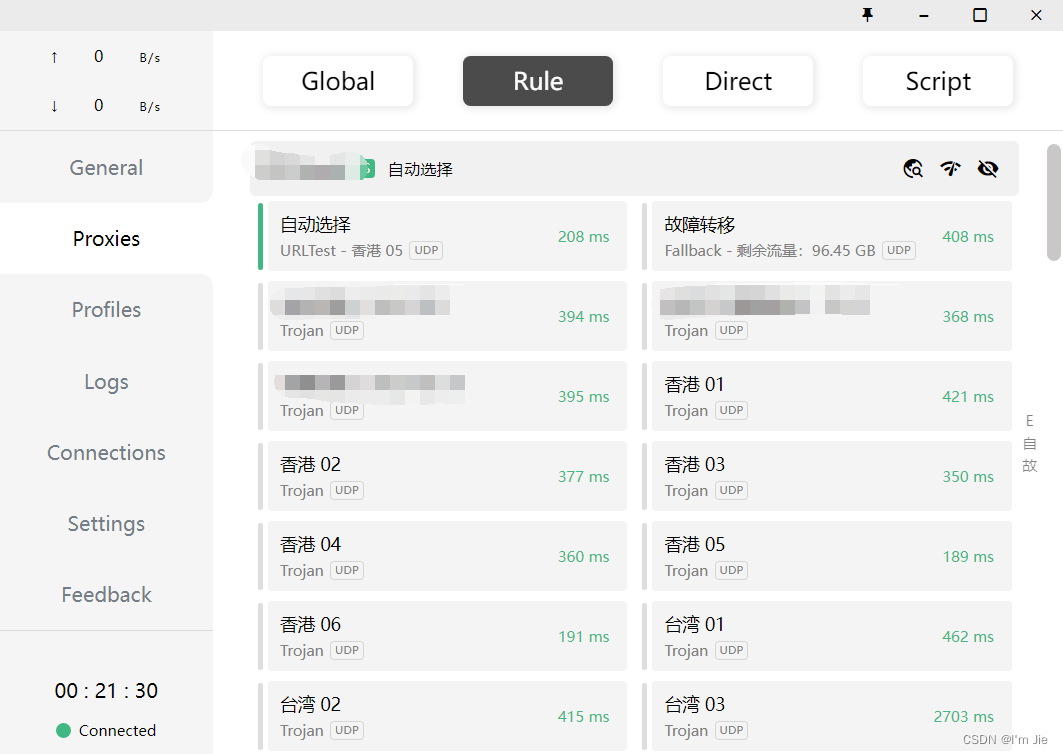 ↑ 0 B/s
↓ 0 B/s
General
Proxies
Profiles
Logs
Connections
Settings
Feedback
00 : 21 : 30
Connected
Global Rule Direct Script
自动选择
自动选择
URLTest - 香港 05 UDP
208 ms
故障转移
Fallback - 剩余流量：96.45 GB UDP
408 ms
Trojan UDP
394 ms
Trojan UDP
368 ms
Trojan UDP
395 ms
香港 01
Trojan UDP
421 ms
香港 02
Trojan UDP
377 ms
香港 03
Trojan UDP
350 ms
香港 04
Trojan UDP
360 ms
香港 05
Trojan UDP
189 ms
香港 06
Trojan UDP
191 ms
台湾 01
Trojan UDP
462 ms
台湾 02
Trojan UDP
415 ms
台湾 03
Trojan UDP
2703 ms
E
自
故
CSDN @I'm Jie